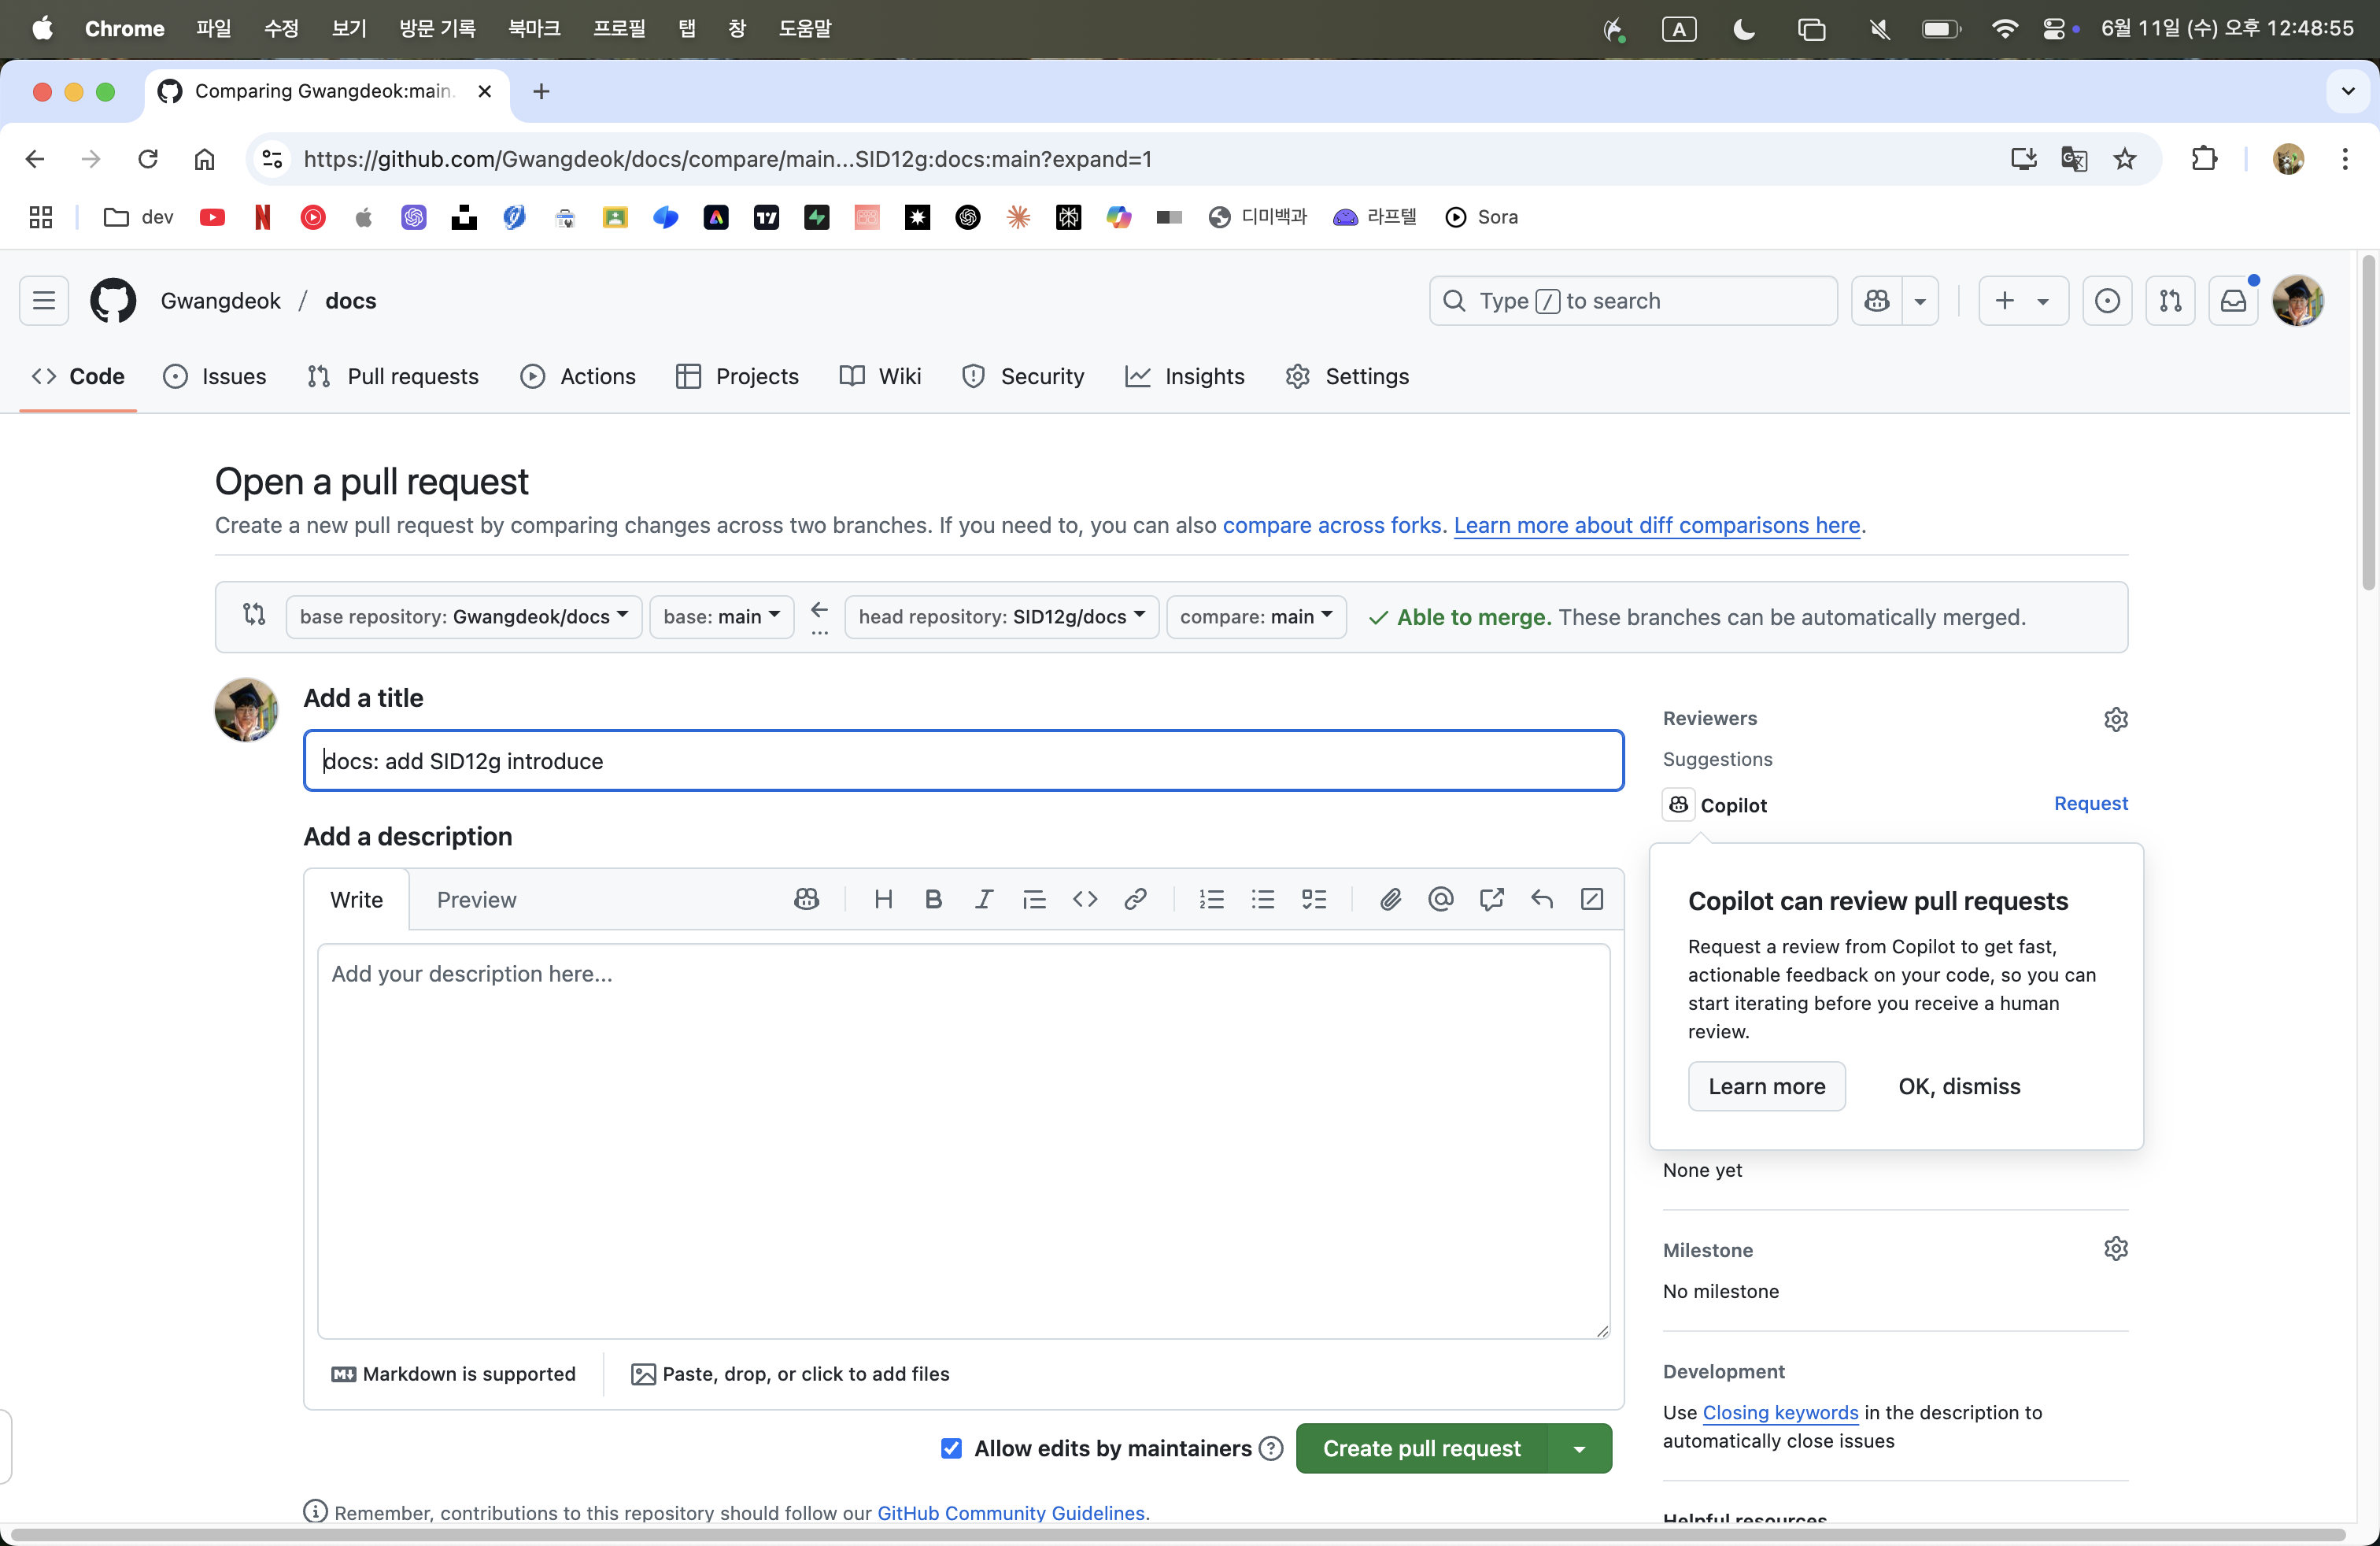 Chrome 파일 수정 보기 방문 기록 북마크 프로필 탭 창 도움말 A 6월 11일 (수) 오후 12:48:55
Comparing Gwangdeok:main
https://github.com/Gwangdeok/docs/compare/main...SID12g:docs:main?expand=1
dev 디미백과 라프텔 Sora
Gwangdeok / docs Type / to search
Code Issues Pull requests Actions Projects Wiki Security Insights Settings
Open a pull request
Create a new pull request by comparing changes across two branches. If you need to, you can also compare across forks. Learn more about diff comparisons here.
base repository: Gwangdeok/docs base: main ... head repository: SID12g/docs compare: main Able to merge. These branches can be automatically merged.
Add a title
docs: add SID12g introduce
Add a description
Write Preview
Add your description here...
Markdown is supported Paste, drop, or click to add files
Allow edits by maintainers Create pull request
Remember, contributions to this repository should follow our GitHub Community Guidelines.
Reviewers
Suggestions
Copilot Request
Copilot can review pull requests
Request a review from Copilot to get fast,
actionable feedback on your code, so you can
start iterating before you receive a human
review.
Learn more OK, dismiss
None yet
Milestone
No milestone
Development
Use Closing keywords in the description to
automatically close issues
Helpful resources